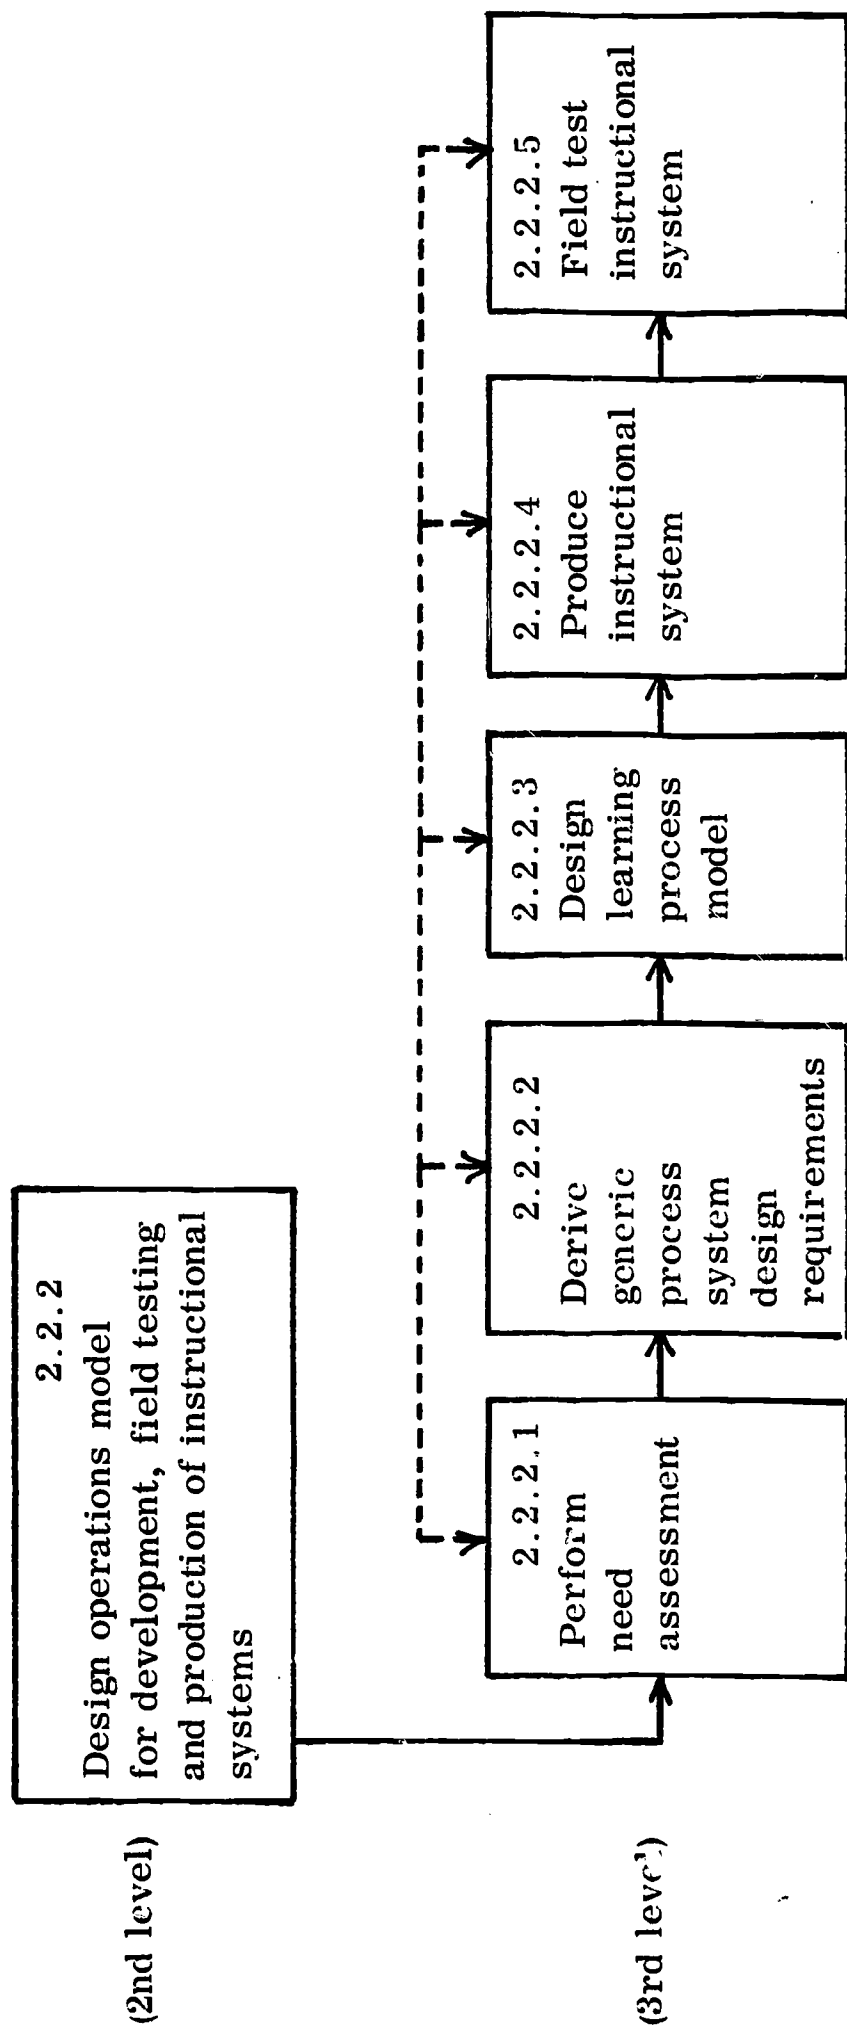 (2nd level)
2.2.2
Design operations model
for development, field testing
and production of instructional
systems
(3rd level)
2.2.2.1
Perform
need
assessment
2.2.2.2
Derive
generic
process
system
design
requirements
2.2.2.3
Design
learning
process
model
2.2.2.4
Produce
instructional
system
2.2.2.5
Field test
instructional
system